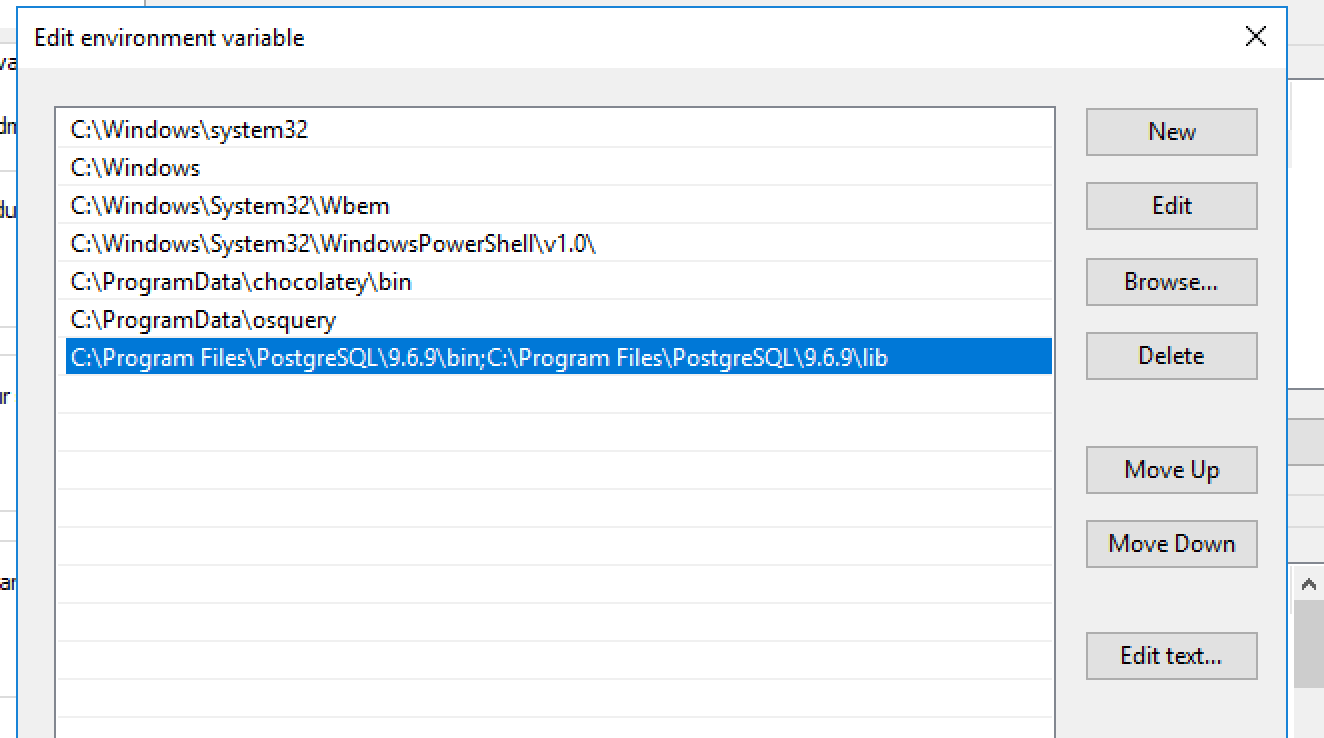 Edit environment variable
C:\Windows\system32
New
C:\Windows
C:\Windows\System32\Wbem
Edit
C:\Windows\System32\WindowsPowerShell\v1.0\
C:\ProgramData\chocolatey\bin
Browse...
C:\ProgramData\osquery
C:\Program Files\PostgreSQL\9.6.9\bin;C:\Program Files\PostgreSQL\9.6.9\lib
Delete
Move Up
Move Down
Edit text...